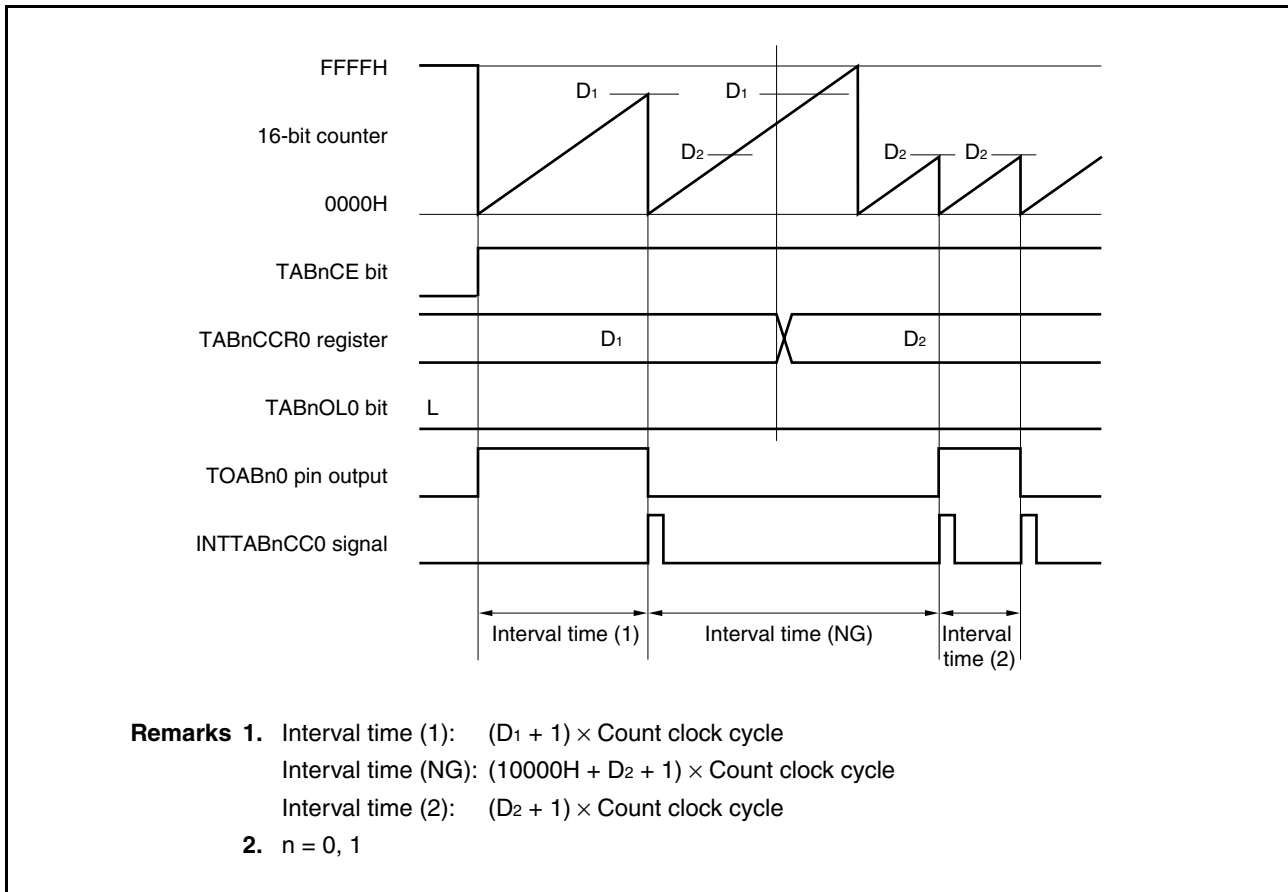 FFFFH
D1
D1
16-bit counter
D2
D2
D2
0000H
TABnCE bit
TABnCCR0 register
D1
D2
TABnOL0 bit
L
TOABn0 pin output
INTTABnCC0 signal
Interval time (1)
Interval time (NG)
Interval
time (2)
Remarks 1. Interval time (1): (D1 + 1) × Count clock cycle
Interval time (NG): (10000H + D2 + 1) × Count clock cycle
Interval time (2): (D2 + 1) × Count clock cycle
2. n = 0, 1